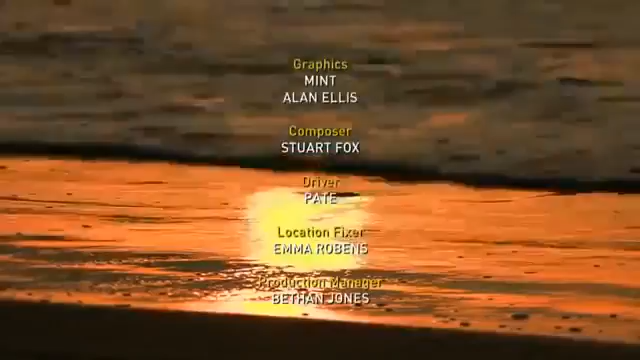 Graphics
MINT
ALAN ELLIS
Composer
STUART FOX
Driver
PATE
Location Fixer
EMMA ROBENS
Production Manager
BETHAN JONES